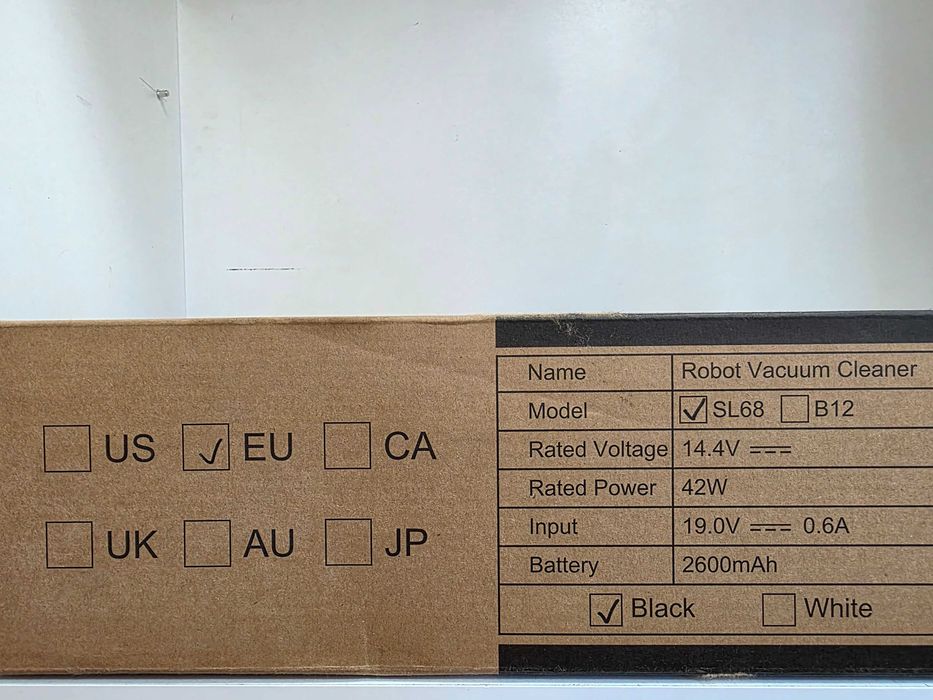 ☐ US ☑ EU ☐ CA
☐ UK ☐ AU ☐ JP
Name Robot Vacuum Cleaner
Model ☑ SL68 ☐ B12
Rated Voltage 14.4V ⎓
Rated Power 42W
Input 19.0V ⎓ 0.6A
Battery 2600mAh
☑ Black ☐ White